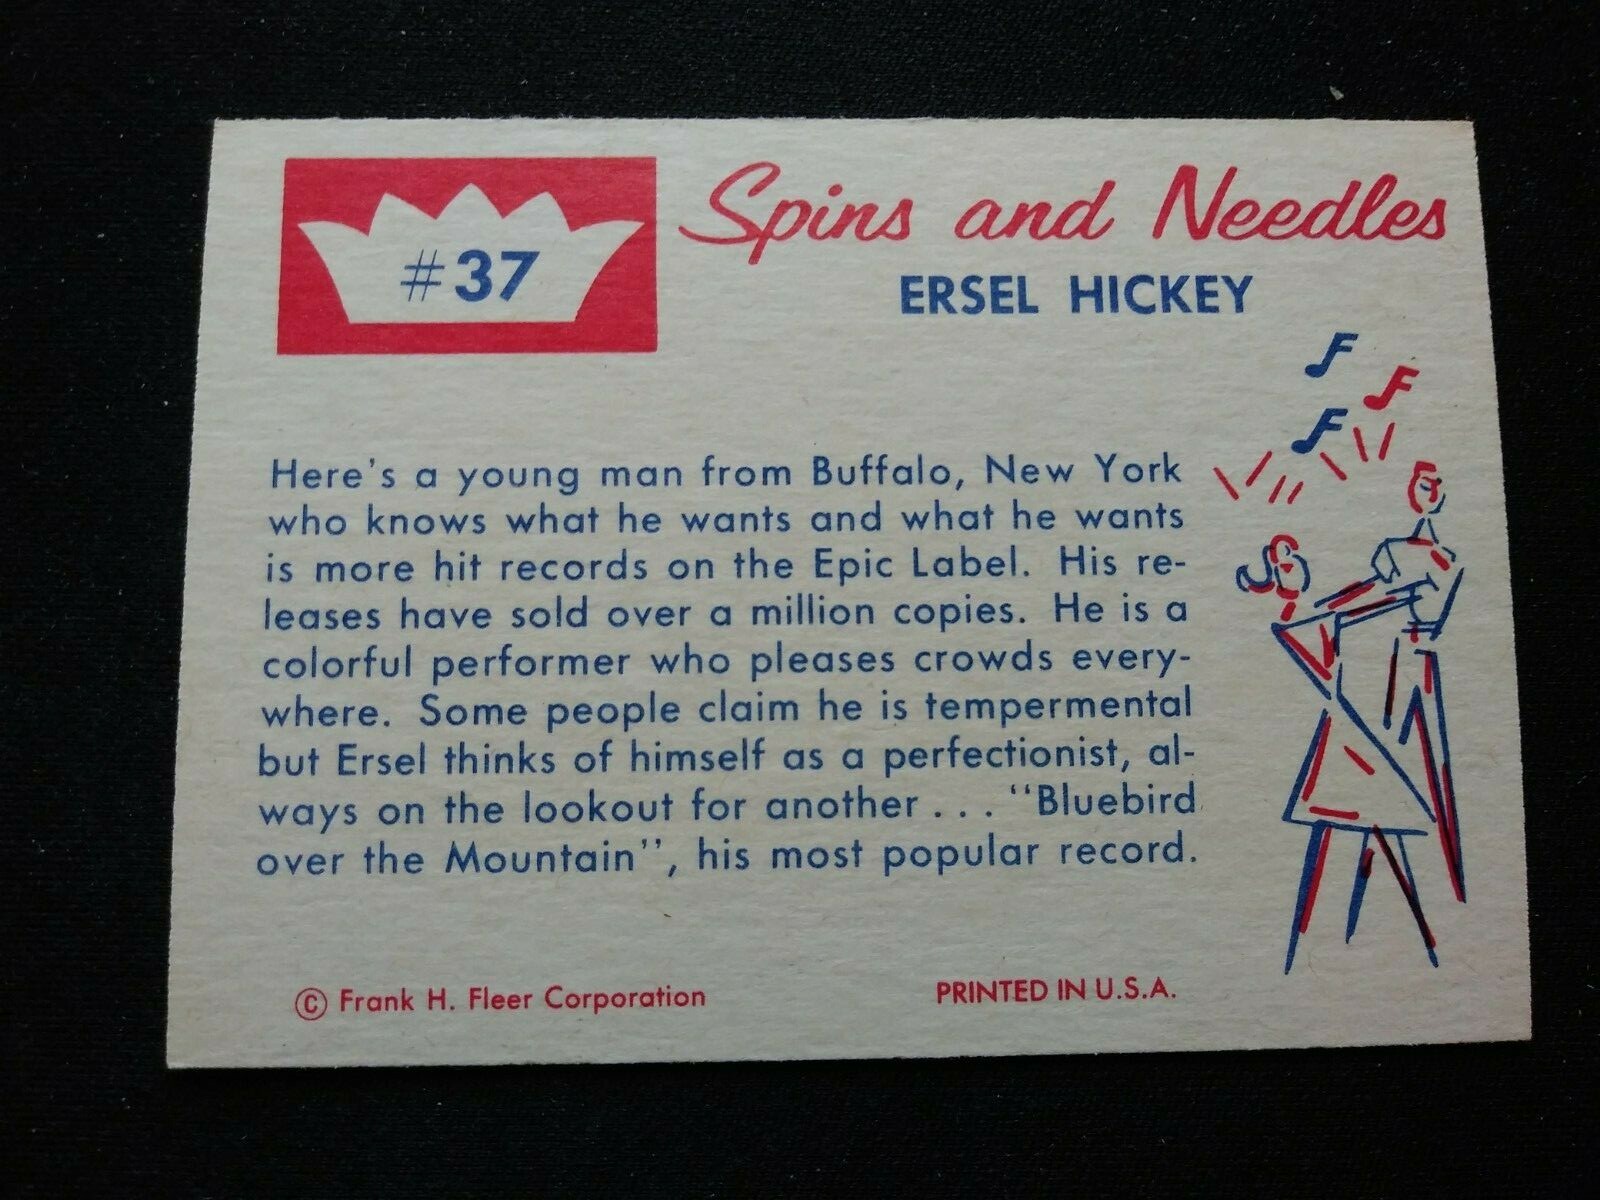 #37
Spins and Needles
ERSEL HICKEY
Here's a young man from Buffalo, New York
who knows what he wants and what he wants
is more hit records on the Epic Label. His re-
leases have sold over a million copies. He is a
colorful performer who pleases crowds every-
where. Some people claim he is tempermental
but Ersel thinks of himself as a perfectionist, al-
ways on the lookout for another . . . "Bluebird
over the Mountain", his most popular record.
© Frank H. Fleer Corporation
PRINTED IN U.S.A.